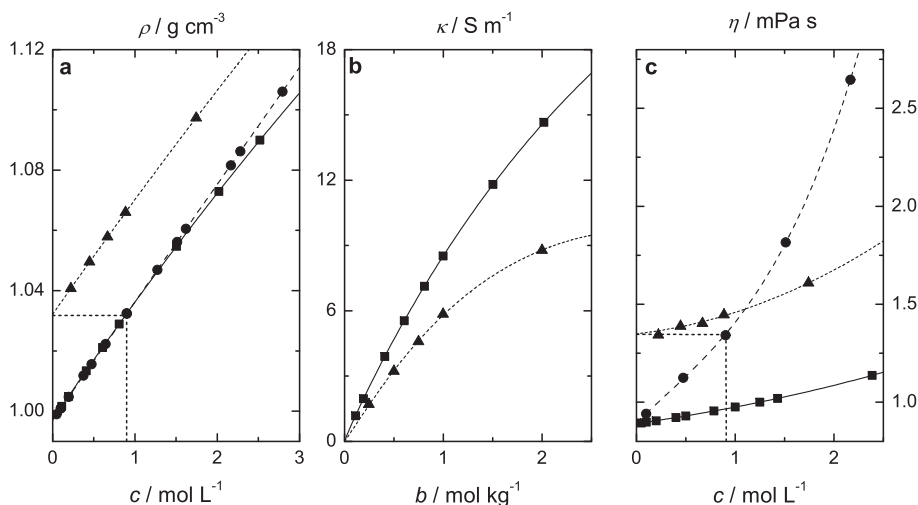 ρ / g cm⁻³
κ / S m⁻¹
η / mPa s
a
b
c
1.12
1.08
1.04
1.00
18
12
6
0
2.5
2.0
1.5
1.0
0 1 2 3
0 1 2
0 1 2
c / mol L⁻¹
b / mol kg⁻¹
c / mol L⁻¹